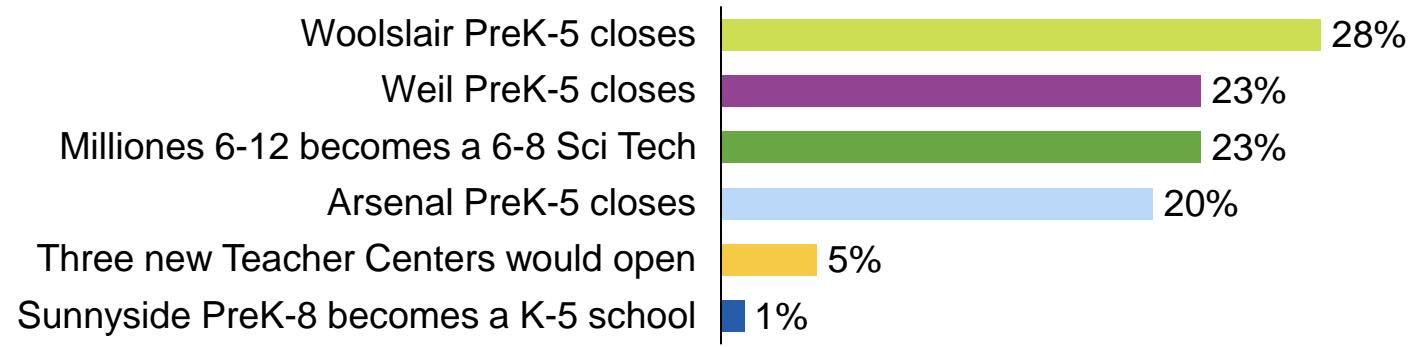 Woolslair PreK-5 closes 28%
Weil PreK-5 closes 23%
Milliones 6-12 becomes a 6-8 Sci Tech 23%
Arsenal PreK-5 closes 20%
Three new Teacher Centers would open 5%
Sunnyside PreK-8 becomes a K-5 school 1%